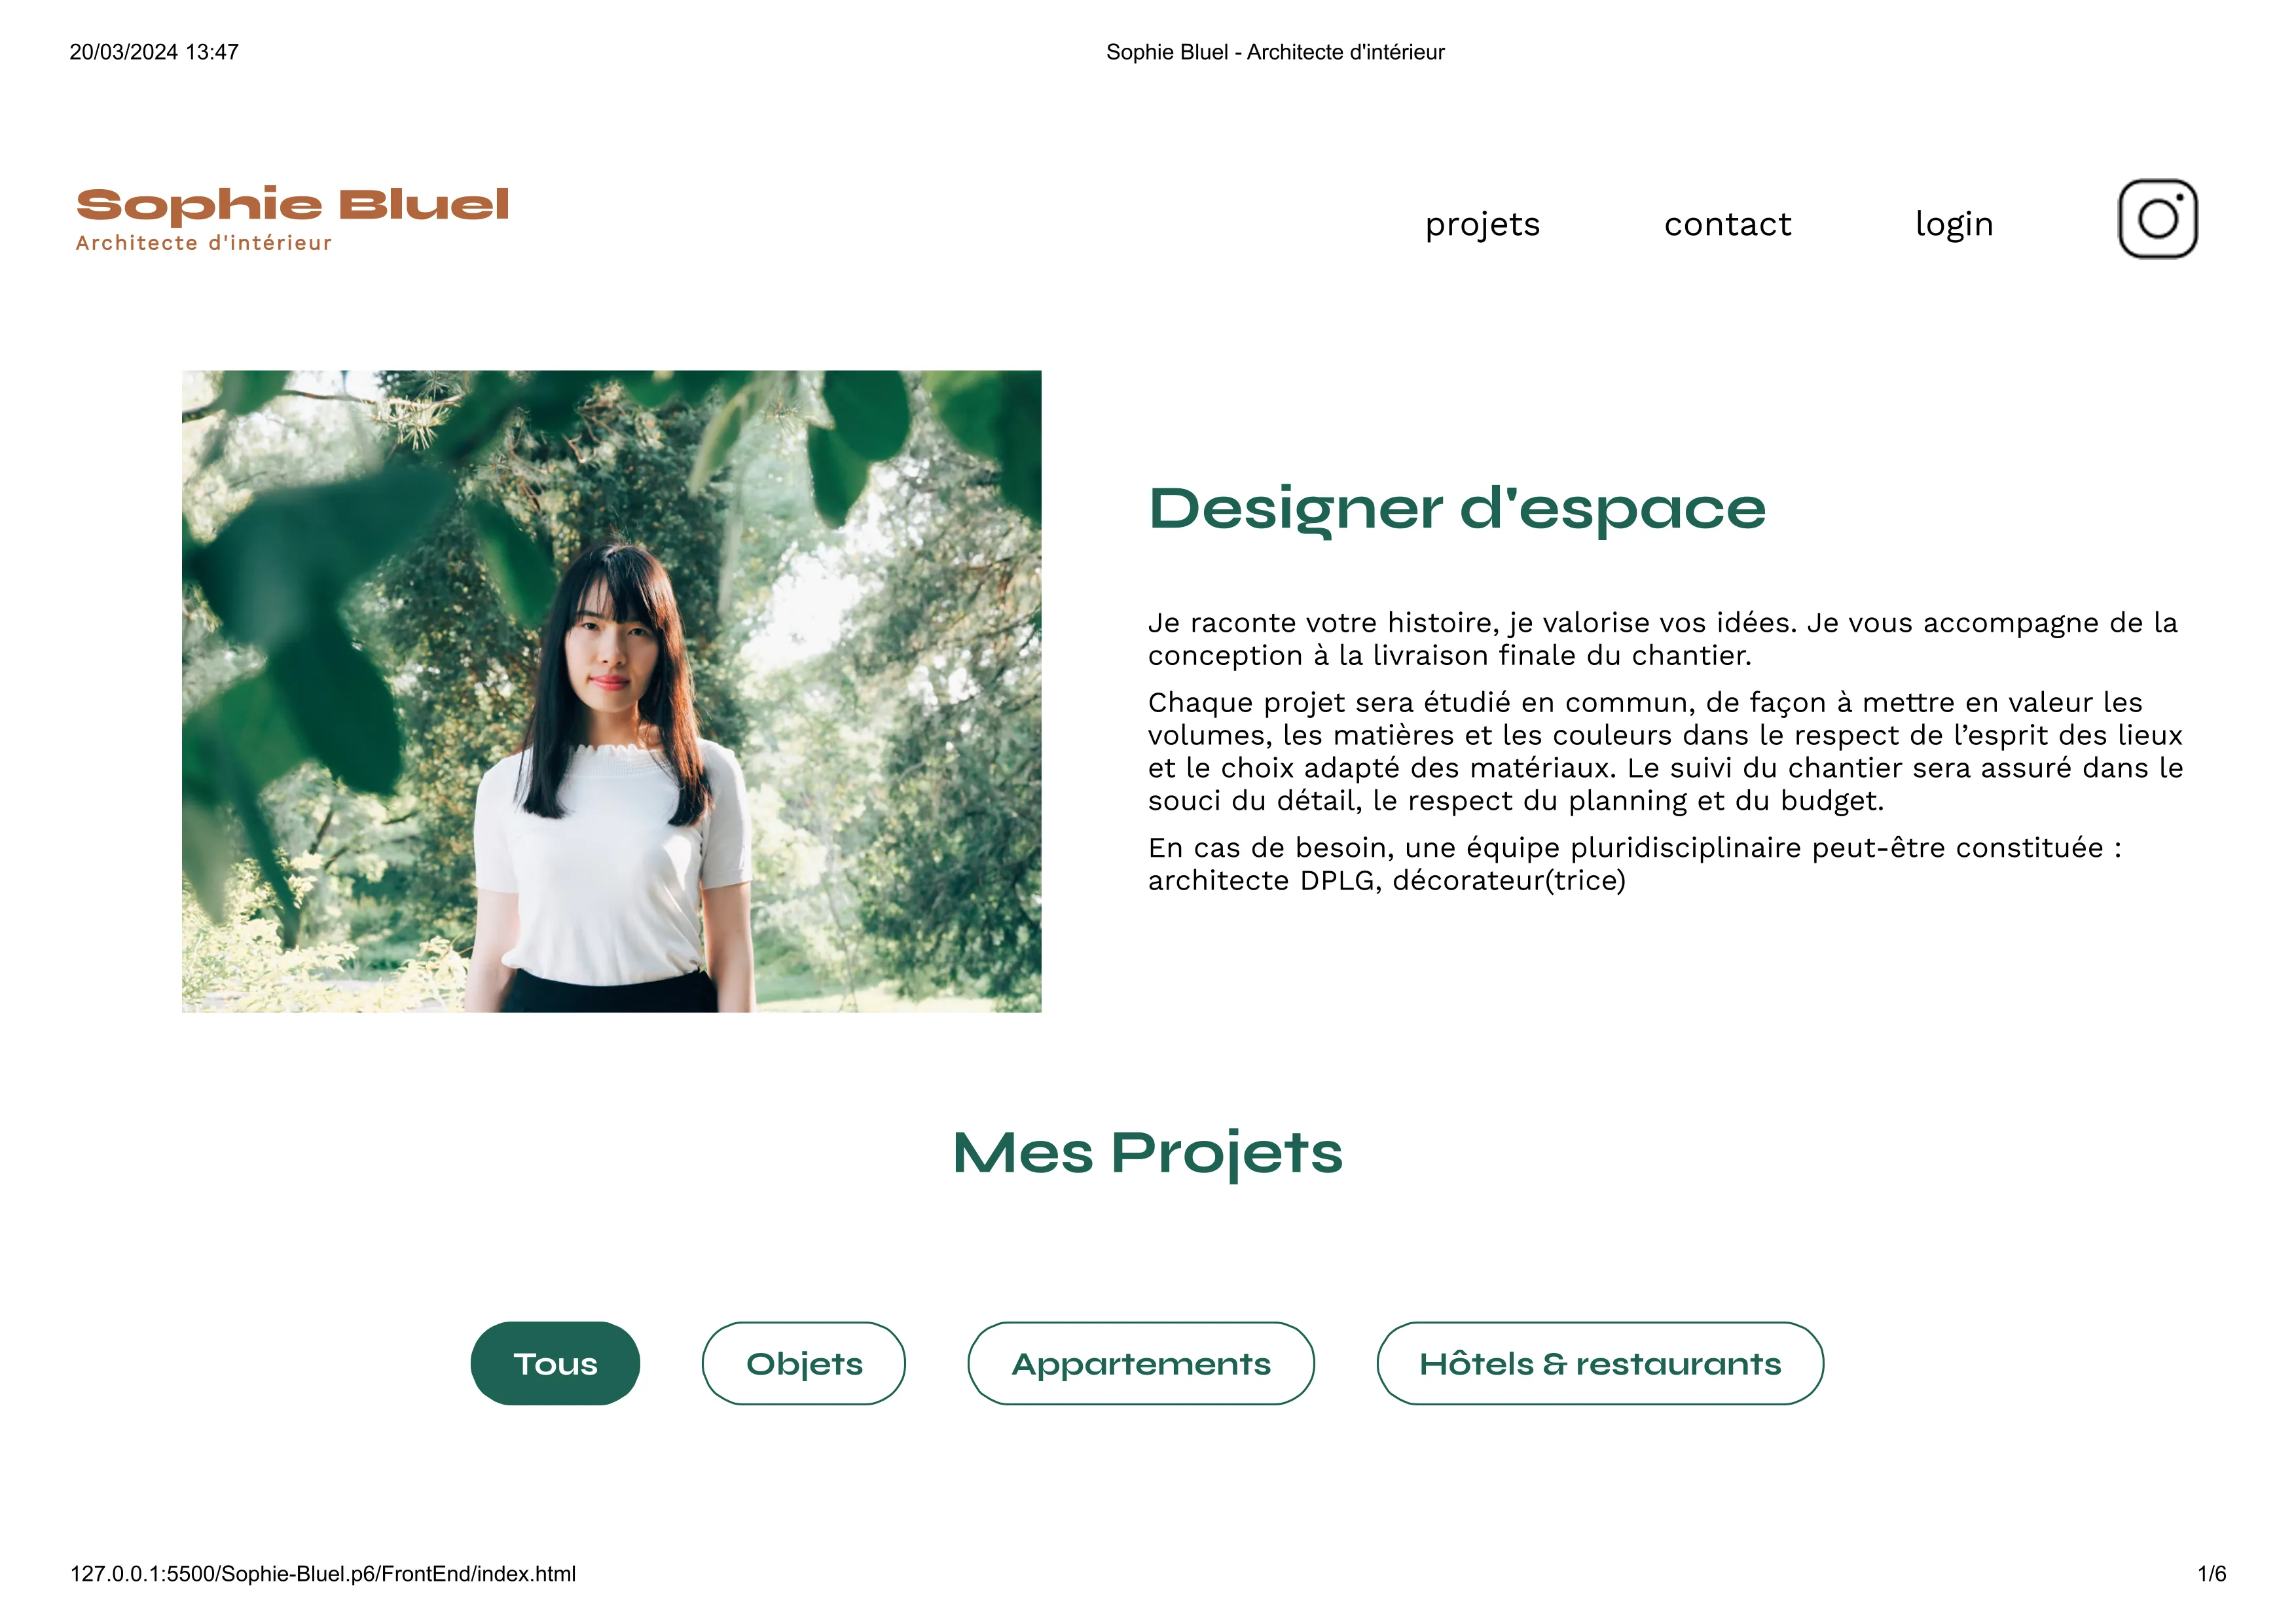 20/03/2024 13:47
Sophie Bluel - Architecte d'intérieur
Sophie Bluel
Architecte d'intérieur
projets
contact
login
Designer d'espace
Je raconte votre histoire, je valorise vos idées. Je vous accompagne de la
conception à la livraison finale du chantier.
Chaque projet sera étudié en commun, de façon à mettre en valeur les
volumes, les matières et les couleurs dans le respect de l’esprit des lieux
et le choix adapté des matériaux. Le suivi du chantier sera assuré dans le
souci du détail, le respect du planning et du budget.
En cas de besoin, une équipe pluridisciplinaire peut-être constituée :
architecte DPLG, décorateur(trice)
Mes Projets
Tous
Objets
Appartements
Hôtels & restaurants
127.0.0.1:5500/Sophie-Bluel.p6/FrontEnd/index.html
1/6